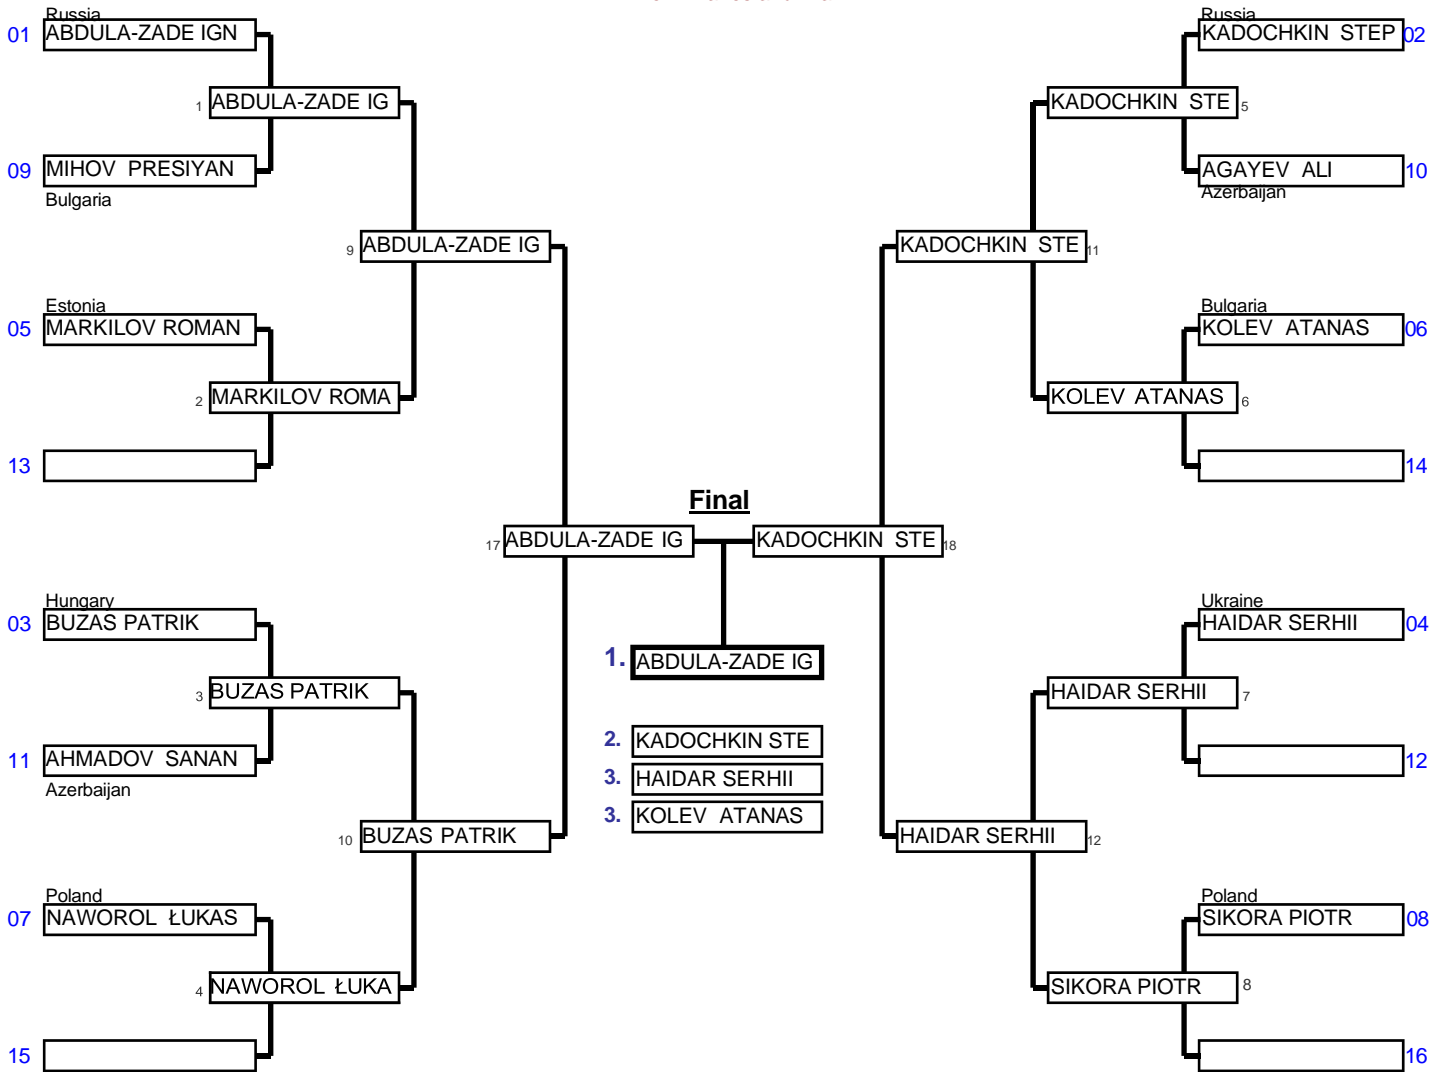 Russia
01 ABDULA-ZADE IGN
1 ABDULA-ZADE IG
09 MIHOV PRESIYAN
Bulgaria
9 ABDULA-ZADE IG
Estonia
05 MARKILOV ROMAN
2 MARKILOV ROMA
13
17 ABDULA-ZADE IG
Hungary
03 BUZAS PATRIK
3 BUZAS PATRIK
11 AHMADOV SANAN
Azerbaijan
10 BUZAS PATRIK
Poland
07 NAWOROL ŁUKAS
4 NAWOROL ŁUKA
15
Final
1. ABDULA-ZADE IG
2. KADOCHKIN STE
3. HAIDAR SERHII
3. KOLEV ATANAS
Russia
KADOCHKIN STEP 02
KADOCHKIN STE 5
AGAYEV ALI 10
Azerbaijan
KADOCHKIN STE 11
Bulgaria
KOLEV ATANAS 06
KOLEV ATANAS 6
14
KADOCHKIN STE 18
Ukraine
HAIDAR SERHII 04
HAIDAR SERHII 7
12
HAIDAR SERHII 12
Poland
SIKORA PIOTR 08
SIKORA PIOTR 8
16